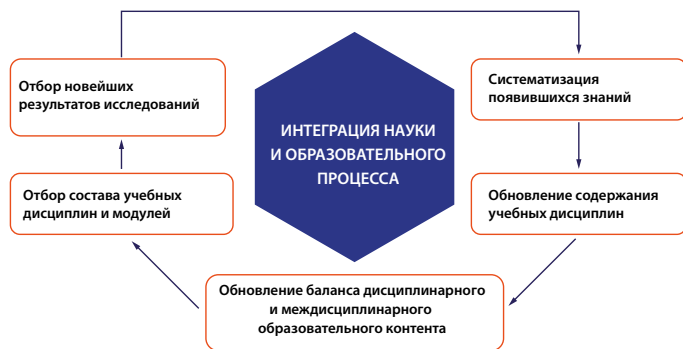 Отбор новейших
результатов исследований
Систематизация
появившихся знаний
ИНТЕГРАЦИЯ НАУКИ
И ОБРАЗОВАТЕЛЬНОГО
ПРОЦЕССА
Отбор состава учебных
дисциплин и модулей
Обновление содержания
учебных дисциплин
Обновление баланса дисциплинарного
и междисциплинарного
образовательного контента